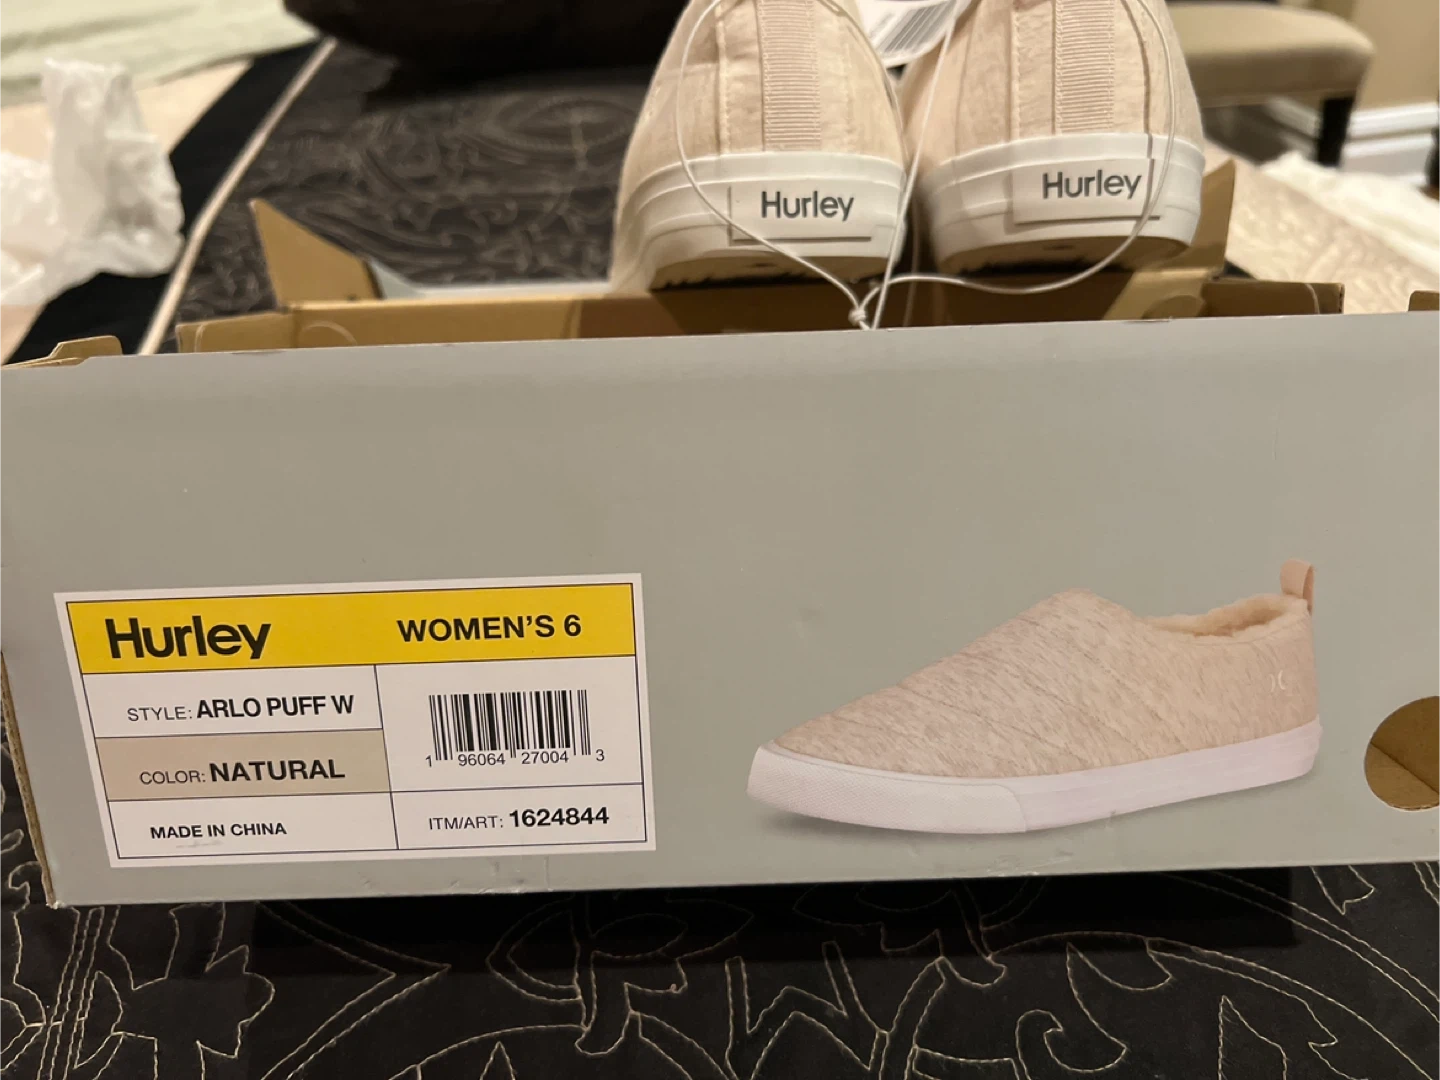 Hurley
Hurley
Hurley WOMEN'S 6
STYLE: ARLO PUFF W
COLOR: NATURAL
MADE IN CHINA
1 96064 27004 3
ITM/ART: 1624844